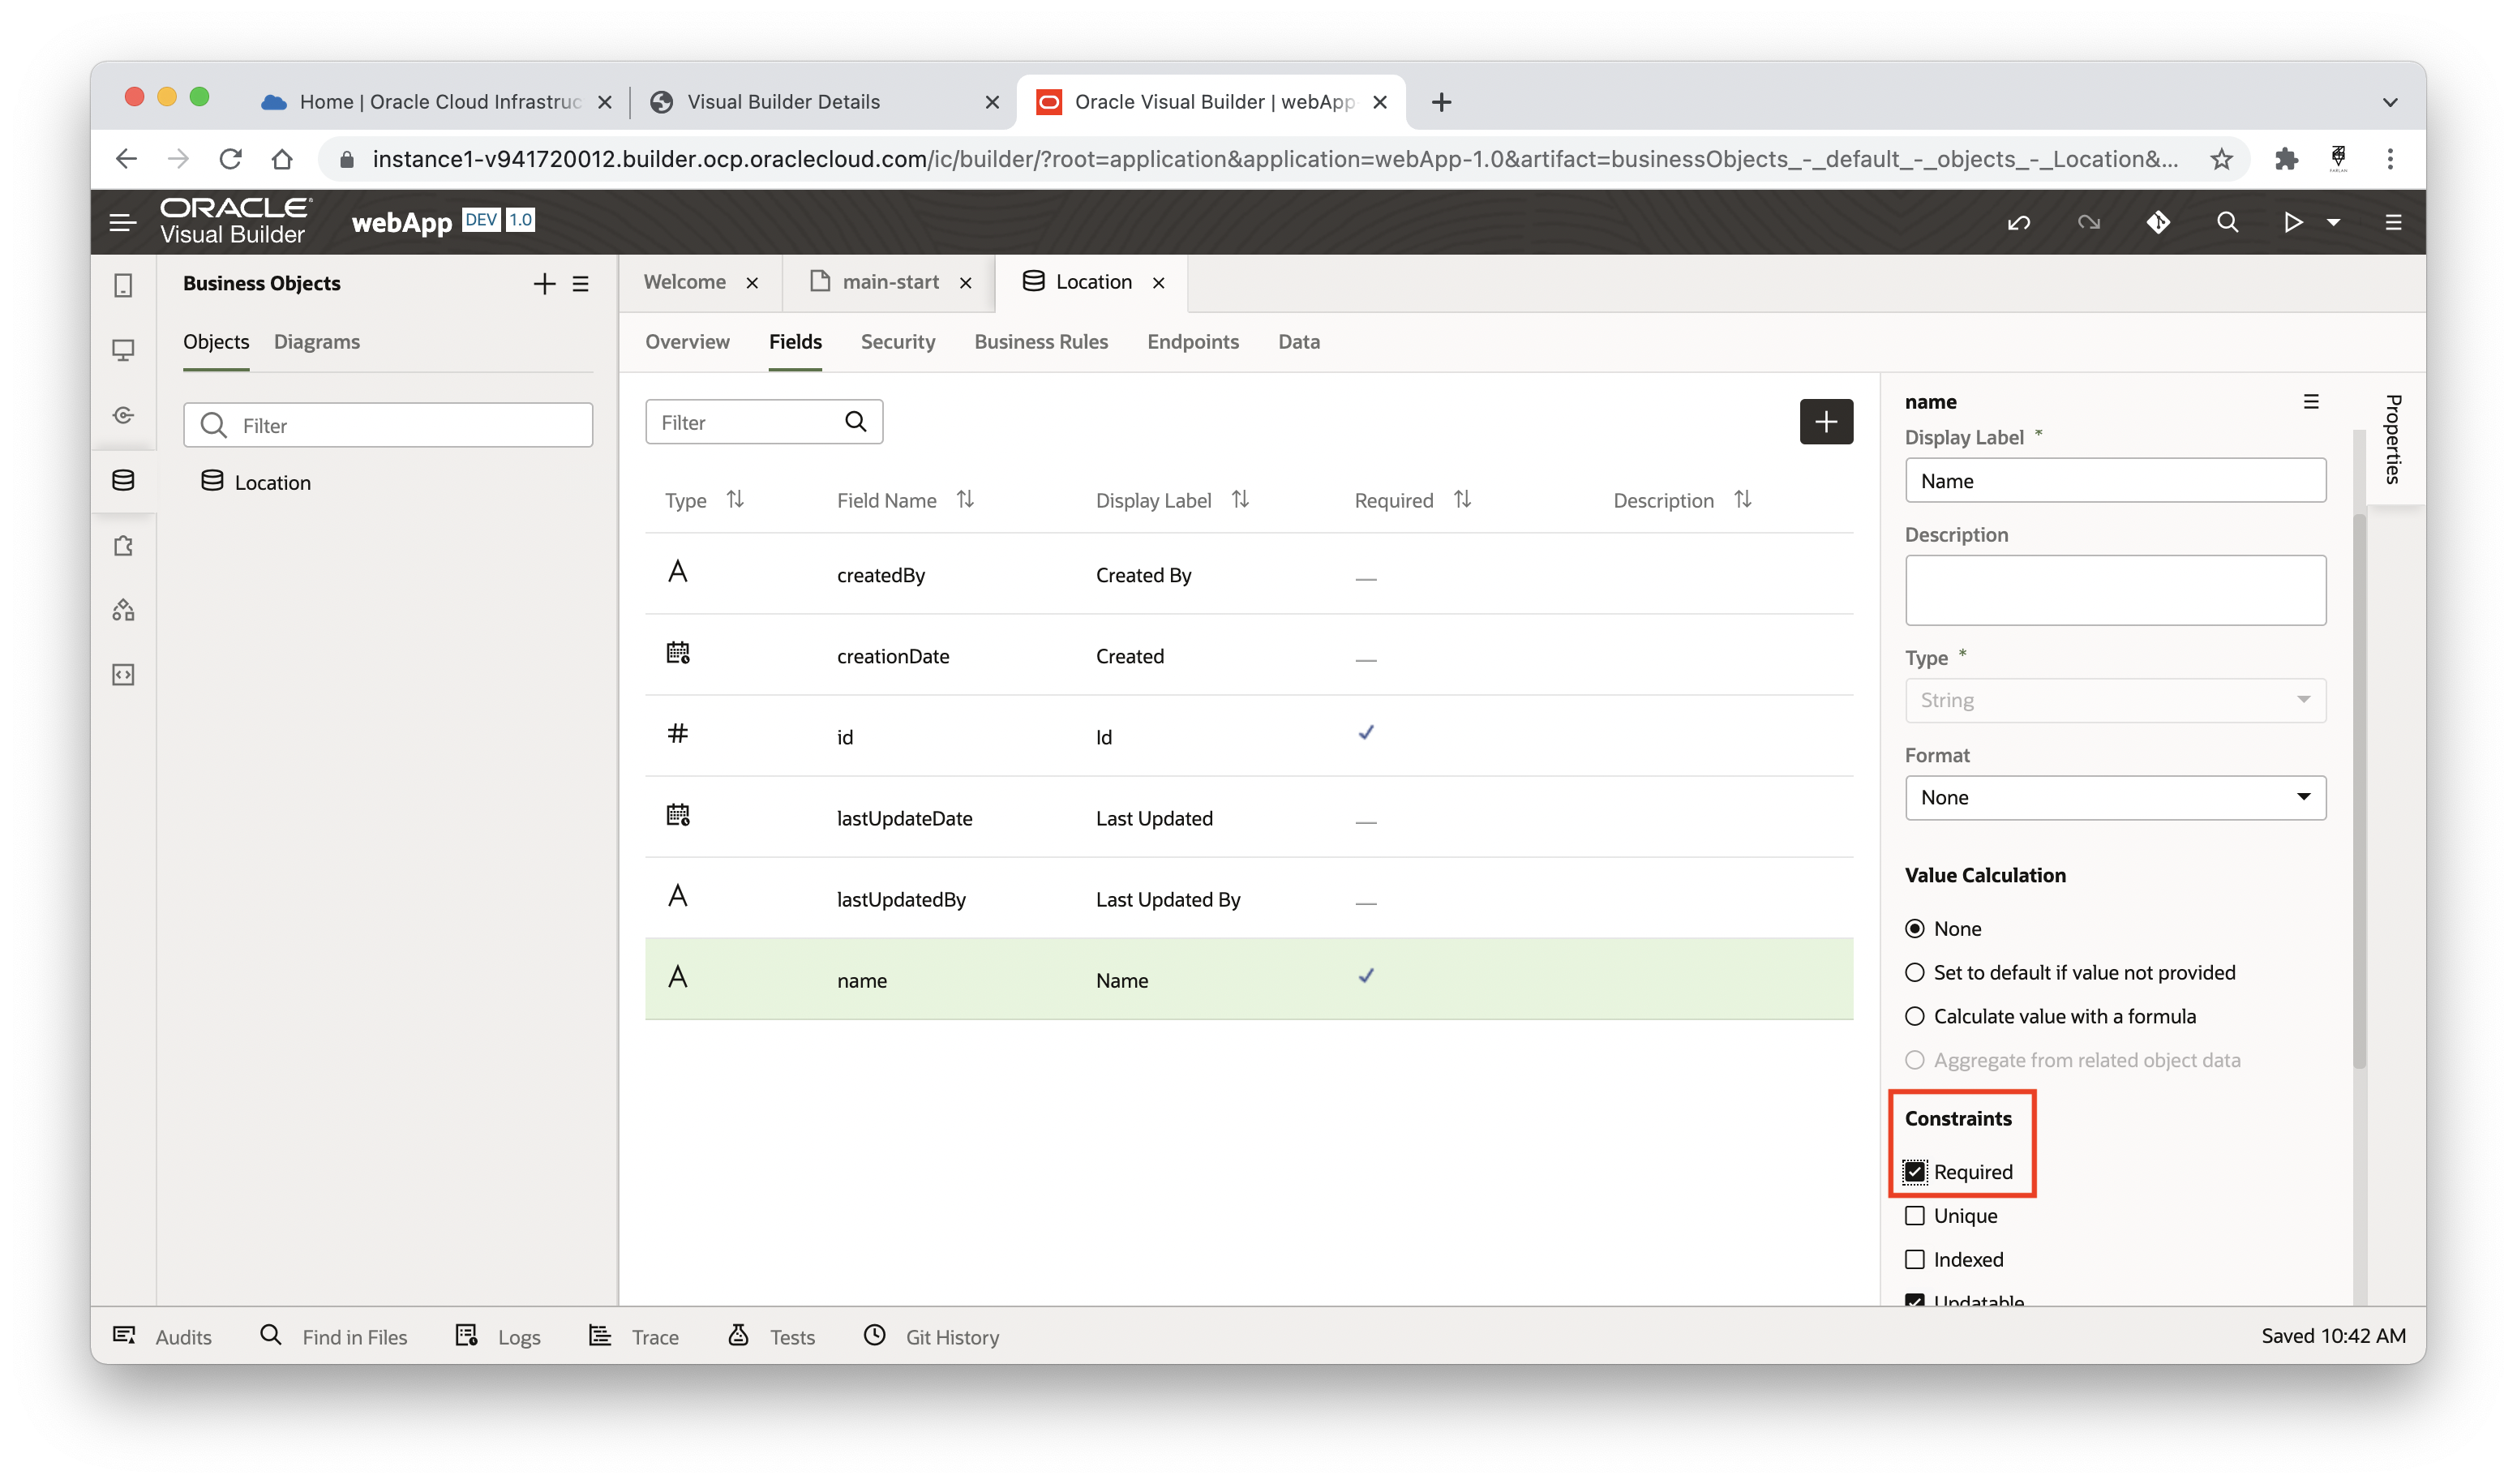 Home | Oracle Cloud Infrastruc
Visual Builder Details
Oracle Visual Builder | webApp
instance1-v941720012.builder.ocp.oraclecloud.com/ic/builder/?root=application&application=webApp-1.0&artifact=businessObjects_-_default_-_objects_-_Location&...
ORACLE
Visual Builder
webApp DEV 1.0
Business Objects
Welcome
main-start
Location
Objects
Diagrams
Overview
Fields
Security
Business Rules
Endpoints
Data
Filter
Location
Filter
Type
Field Name
Display Label
Required
Description
createdBy
Created By
creationDate
Created
id
Id
lastUpdateDate
Last Updated
lastUpdatedBy
Last Updated By
name
Name
name
Display Label *
Name
Description
Type *
String
Format
None
Value Calculation
None
Set to default if value not provided
Calculate value with a formula
Aggregate from related object data
Constraints
Required
Unique
Indexed
Updatable
Properties
Audits
Find in Files
Logs
Trace
Tests
Git History
Saved 10:42 AM